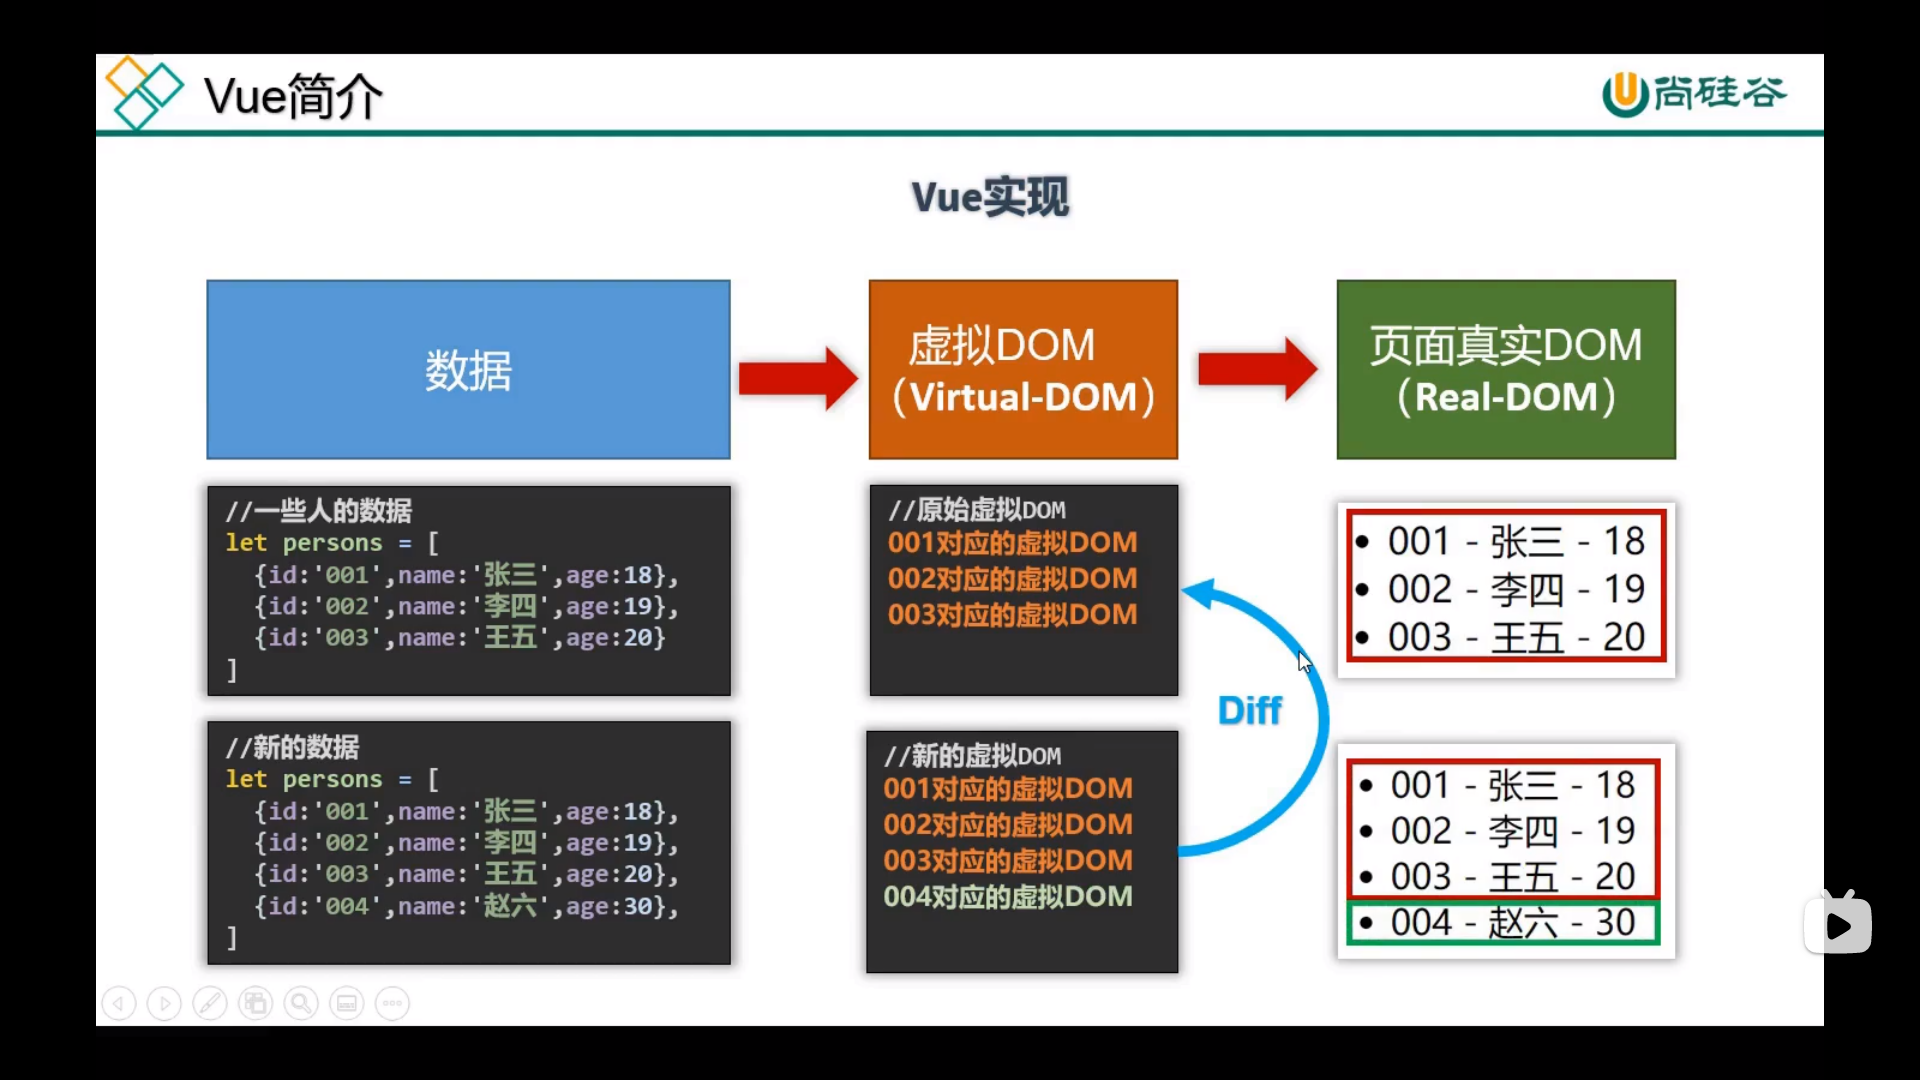 Vue简介
尚硅谷
Vue实现
数据
虚拟DOM
（Virtual-DOM）
页面真实DOM
（Real-DOM）
//一些人的数据
let persons = [
{id:'001',name:'张三',age:18},
{id:'002',name:'李四',age:19},
{id:'003',name:'王五',age:20}
]
//原始虚拟DOM
001对应的虚拟DOM
002对应的虚拟DOM
003对应的虚拟DOM
• 001 - 张三 - 18
• 002 - 李四 - 19
• 003 - 王五 - 20
Diff
//新的数据
let persons = [
{id:'001',name:'张三',age:18},
{id:'002',name:'李四',age:19},
{id:'003',name:'王五',age:20},
{id:'004',name:'赵六',age:30},
]
//新的虚拟DOM
001对应的虚拟DOM
002对应的虚拟DOM
003对应的虚拟DOM
004对应的虚拟DOM
• 001 - 张三 - 18
• 002 - 李四 - 19
• 003 - 王五 - 20
• 004 - 赵六 - 30